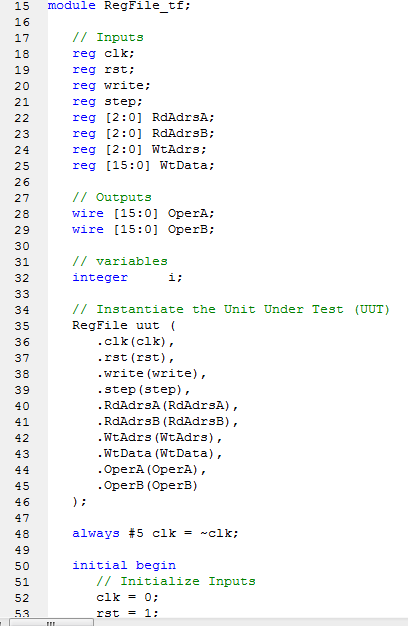 15 module RegFile_tf;
16
17 // Inputs
18 reg clk;
19 reg rst;
20 reg write;
21 reg step;
22 reg [2:0] RdAdrsA;
23 reg [2:0] RdAdrsB;
24 reg [2:0] WtAdrs;
25 reg [15:0] WtData;
26
27 // Outputs
28 wire [15:0] OperA;
29 wire [15:0] OperB;
30
31 // variables
32 integer     i;
33
34 // Instantiate the Unit Under Test (UUT)
35 RegFile uut (
36 .clk(clk),
37 .rst(rst),
38 .write(write),
39 .step(step),
40 .RdAdrsA(RdAdrsA),
41 .RdAdrsB(RdAdrsB),
42 .WtAdrs(WtAdrs),
43 .WtData(WtData),
44 .OperA(OperA),
45 .OperB(OperB)
46 );
47
48 always #5 clk = ~clk;
49
50 initial begin
51 // Initialize Inputs
52 clk = 0;
53 rst = 1;